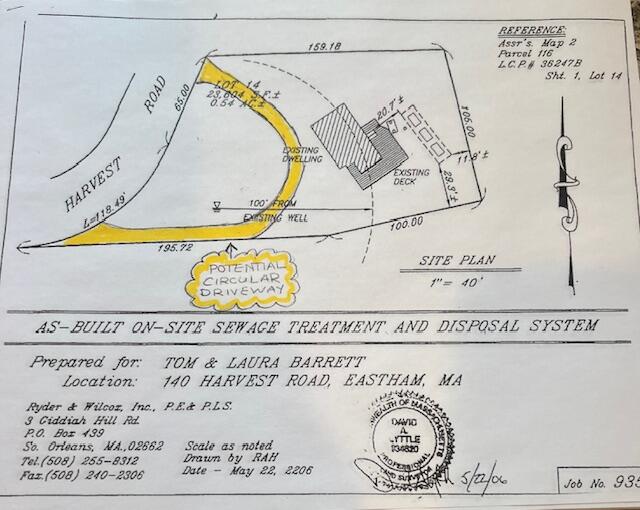 REFERENCE:
Assr's. Map 2
Parcel 116
L.C.P.# 36247B
Sht. 1, Lot 14
159.18
ROAD
65.00
LOT 14
23,604 S.F.±
0.54 AC.±
20.7'±
105.00
EXISTING
DWELLING
11.8'±
EXISTING
DECK
29.3'±
HARVEST
L=118.49'
100' FROM
EXISTING WELL
100.00
195.72
POTENTIAL
CIRCULAR
DRIVEWAY
SITE PLAN
1"= 40'
AS-BUILT ON-SITE SEWAGE TREATMENT AND DISPOSAL SYSTEM
Prepared for: TOM & LAURA BARRETT
Location: 140 HARVEST ROAD, EASTHAM, MA
Ryder & Wilcox, Inc., P.E.& P.L.S.
3 Giddiah Hill Rd.
P.O. Box 439
So. Orleans, MA.,02662
Tel.(508) 255-8312
Fax.(508) 240-2306
Scale as noted
Drawn by RAH
Date - May 22, 2206
DAVID
A.
LYTTLE
PROFESSIONAL
5/22/06
Job No. 935